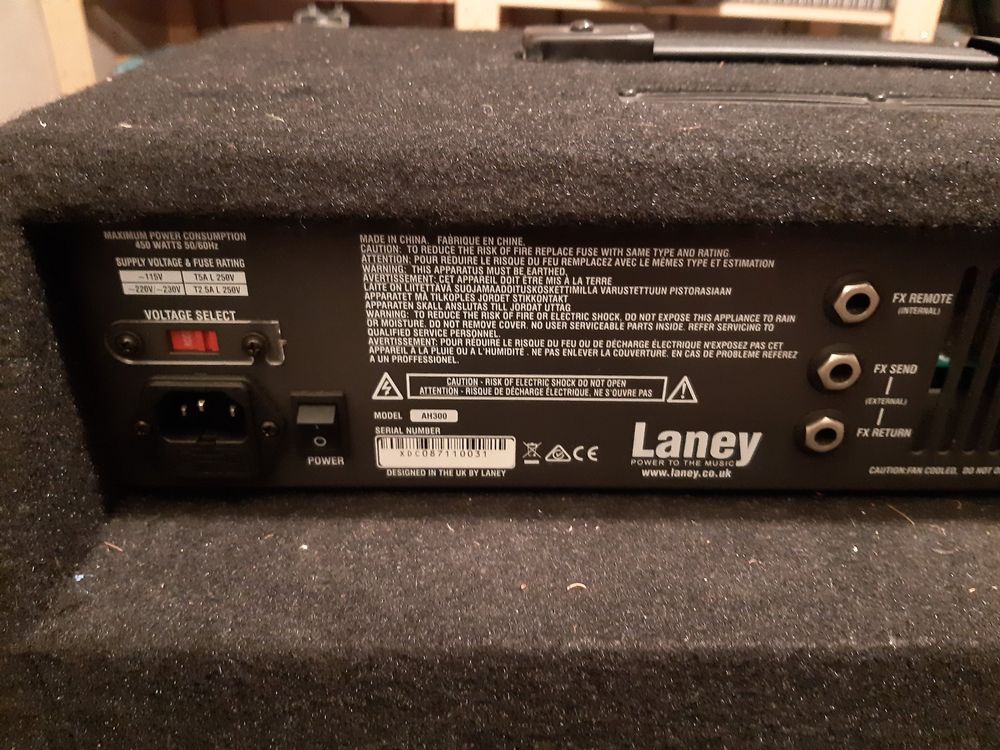 MAXIMUM POWER CONSUMPTION
450 WATTS 50/60Hz
SUPPLY VOLTAGE & FUSE RATING
~115V T5A L 250V
~220V/~230V T2.5A L 250V
VOLTAGE SELECT
POWER
MADE IN CHINA. FABRIQUE EN CHINE.
CAUTION: TO REDUCE THE RISK OF FIRE REPLACE FUSE WITH SAME TYPE AND RATING.
ATTENTION: POUR RÉDUIRE LE RISQUE DU FEU REMPLACEZ AVEC LE MÊMES TYPE ET ESTIMATION
WARNING: THIS APPARATUS MUST BE EARTHED.
AVERTISSEMENT: CET APPAREIL DOIT ÊTRE MIS À LA TERRE
LAITE ON LIITETTÄVÄ SUOJAMAADOITUSKOSKETTIMILLA VARUSTETTUUN PISTORASIAAN
APPARATET MÅ TILKOPLES JORDET STIKKONTAKT
APPARATEN SKALL ANSLUTAS TILL JORDAT UTTAG
WARNING: TO REDUCE THE RISK OF FIRE OR ELECTRIC SHOCK, DO NOT EXPOSE THIS APPLIANCE TO RAIN
OR MOISTURE. DO NOT REMOVE COVER. NO USER SERVICEABLE PARTS INSIDE. REFER SERVICING TO
QUALIFIED SERVICE PERSONNEL.
AVERTISSEMENT: POUR RÉDUIRE LE RISQUE DU FEU OU DE DÉCHARGE ÉLECTRIQUE N'EXPOSEZ PAS CET
APPAREIL A LA PLUIE OU A L'HUMIDITE . NE PAS ENLEVER LA COUVERTURE. EN CAS DE PROBLEME RÉFÉREZ
A UN PROFESSIONEL.
CAUTION - RISK OF ELECTRIC SHOCK DO NOT OPEN
ATTENTION - RISQUE DE DÉCHARGE ÉLECTRIQUE, NE S'OUVRE PAS
MODEL AH300
SERIAL NUMBER
XDC087110031
DESIGNED IN THE UK BY LANEY
CE
Laney
POWER TO THE MUSIC
www.laney.co.uk
FX REMOTE
(INTERNAL)
FX SEND
(EXTERNAL)
FX RETURN
CAUTION:FAN COOLED. DO NOT